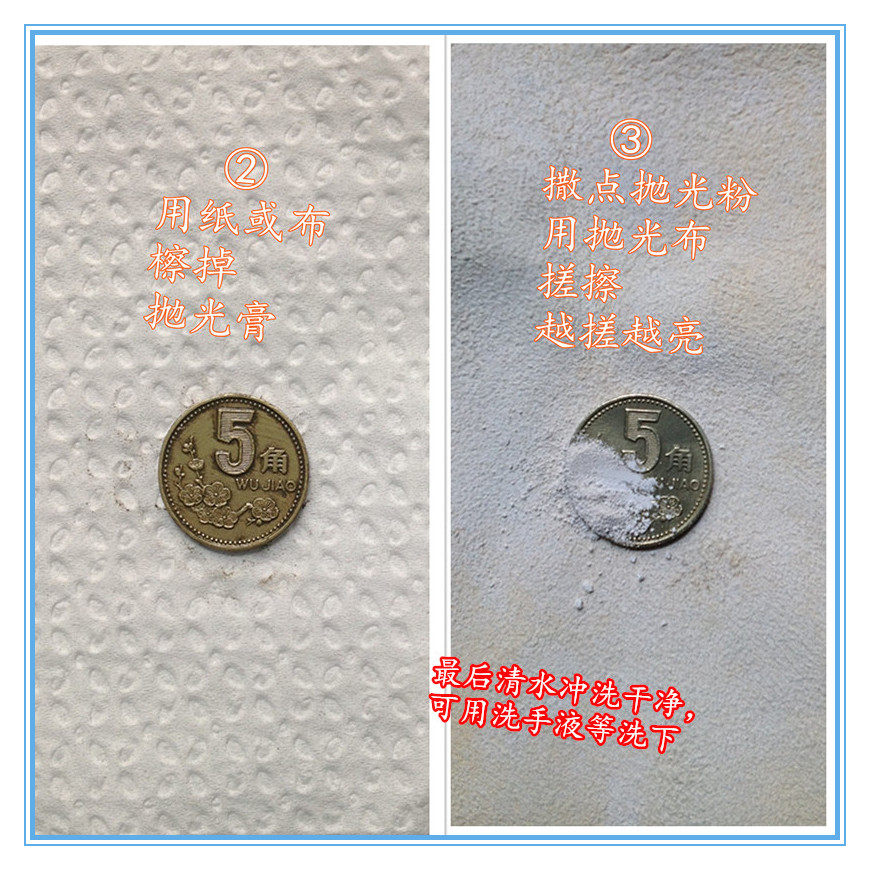 ②
用纸或布
檫掉
抛光膏
5角
WUJIAO
③
撒点抛光粉
用抛光布
搓擦
越搓越亮
5角
JIAO
最后清水冲洗干净，
可用洗手液等洗下